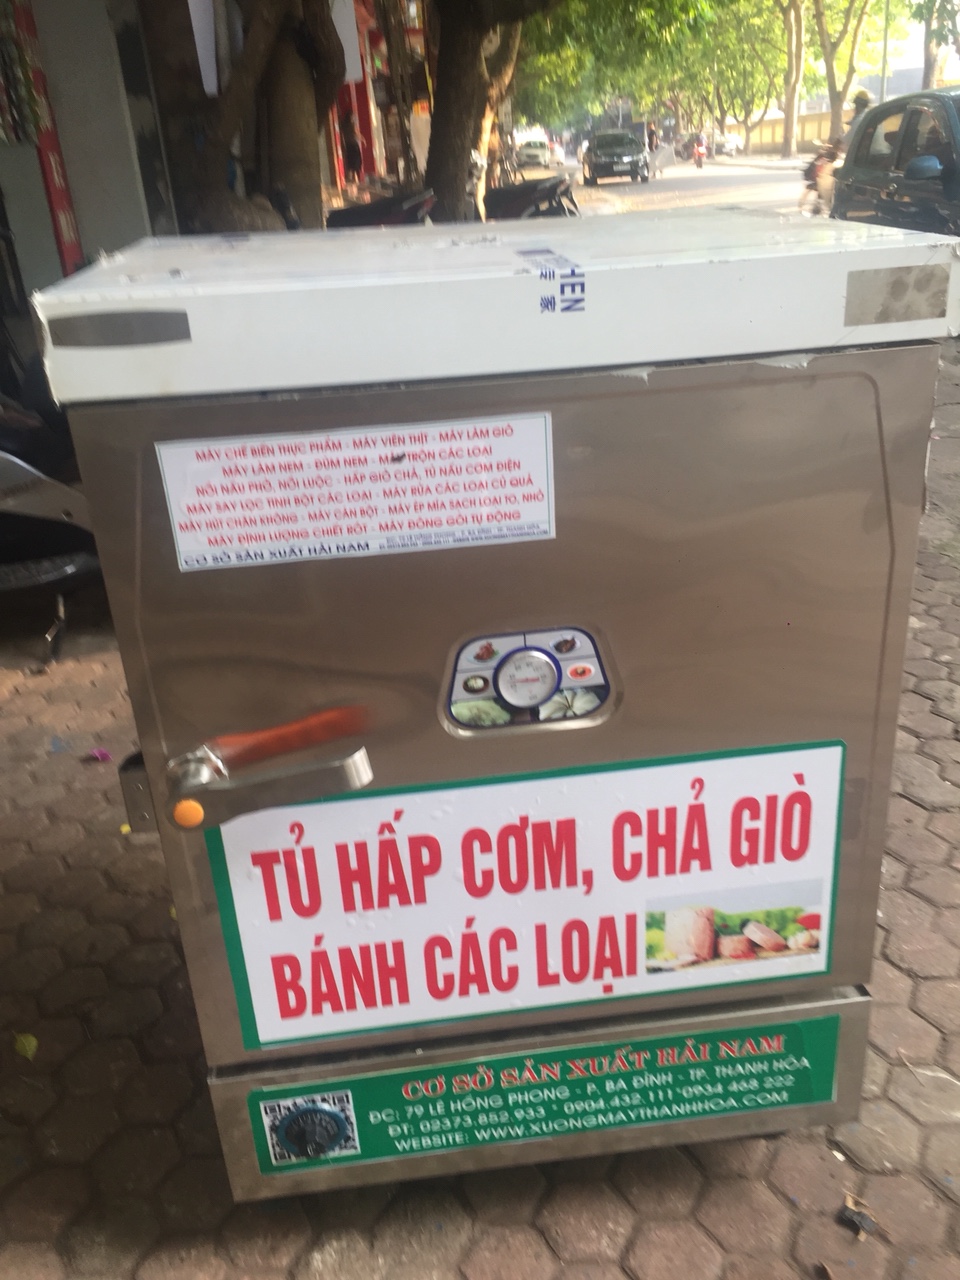 HEN
家
MÁY CHẾ BIẾN THỰC PHẨM - MÁY VIÊN THỊT - MÁY LÀM GIÒ
MÁY LÀM NEM - ĐÙM NEM - MÁY TRỘN CÁC LOẠI
NỒI NẤU PHỞ, NỒI LUỘC - HẤP GIÒ CHẢ, TỦ NẤU CƠM ĐIỆN
MÁY SAY LỌC TINH BỘT CÁC LOẠI - MÁY RỬA CÁC LOẠI CỦ QUẢ
MÁY HÚT CHÂN KHÔNG - MÁY CÁN BỘT - MÁY ÉP MÍA SẠCH LOẠI TO, NHỎ
MÁY ĐỊNH LƯỢNG CHIẾT RÓT - MÁY ĐÓNG GÓI TỰ ĐỘNG
CƠ SỞ SẢN XUẤT HẢI NAM
TỦ HẤP CƠM, CHẢ GIÒ
BÁNH CÁC LOẠI
CƠ SỞ SẢN XUẤT HẢI NAM
ĐC: 79 LÊ HỒNG PHONG - P. BA ĐÌNH - TP. THANH HÓA
ĐT: 02373.852.933 * 0904.432.111 * 0934 468 222
WEBSITE: WWW.XUONGMAYTHANHHOA.COM